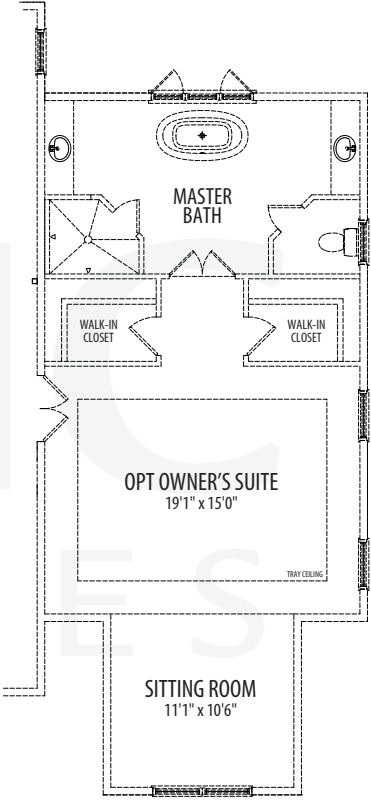 MASTER
BATH
WALK-IN
CLOSET
WALK-IN
CLOSET
OPT OWNER'S SUITE
19'1" x 15'0"
TRAY CEILING
SITTING ROOM
11'1" x 10'6"